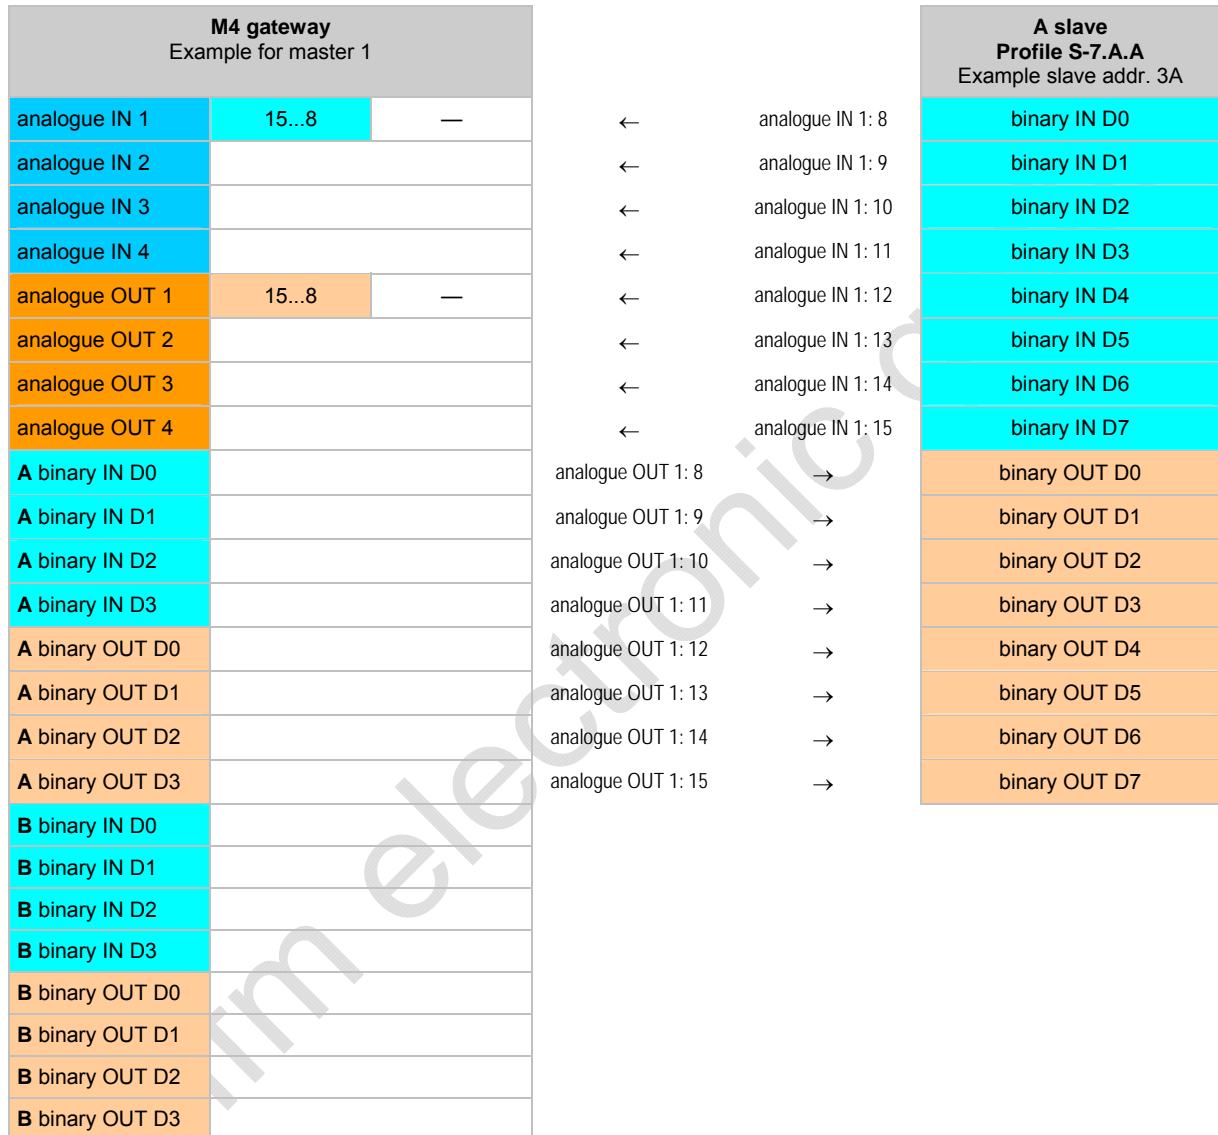 M4 gateway
Example for master 1
A slave
Profile S-7.A.A
Example slave addr. 3A
analogue IN 1 15...8 — ← analogue IN 1: 8 binary IN D0
analogue IN 2 ← analogue IN 1: 9 binary IN D1
analogue IN 3 ← analogue IN 1: 10 binary IN D2
analogue IN 4 ← analogue IN 1: 11 binary IN D3
analogue OUT 1 15...8 — ← analogue IN 1: 12 binary IN D4
analogue OUT 2 ← analogue IN 1: 13 binary IN D5
analogue OUT 3 ← analogue IN 1: 14 binary IN D6
analogue OUT 4 ← analogue IN 1: 15 binary IN D7
A binary IN D0 analogue OUT 1: 8 → binary OUT D0
A binary IN D1 analogue OUT 1: 9 → binary OUT D1
A binary IN D2 analogue OUT 1: 10 → binary OUT D2
A binary IN D3 analogue OUT 1: 11 → binary OUT D3
A binary OUT D0 analogue OUT 1: 12 → binary OUT D4
A binary OUT D1 analogue OUT 1: 13 → binary OUT D5
A binary OUT D2 analogue OUT 1: 14 → binary OUT D6
A binary OUT D3 analogue OUT 1: 15 → binary OUT D7
B binary IN D0
B binary IN D1
B binary IN D2
B binary IN D3
B binary OUT D0
B binary OUT D1
B binary OUT D2
B binary OUT D3
electronic